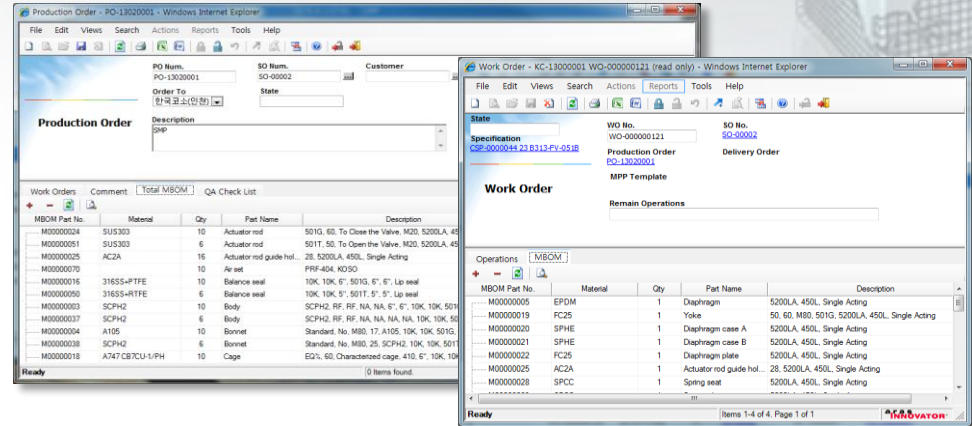 Production Order - PO-13020001 - Windows Internet Explorer
File Edit Views Search Actions Reports Tools Help
PO Num. SO Num. Customer
PO-13020001 SO-00002
Order To State
한국코소(인천)
Production Order
Description
SMP
Work Orders Comment Total MBOM QA Check List
MBOM Part No. Material Qty Part Name Description
M00000024 SUS303 10 Actuator rod 501G, 60, To Close the Valve, M20, 5200LA, 45
M00000051 SUS303 6 Actuator rod 501T, 50, To Open the Valve, M20, 5200LA, 45
M00000025 AC2A 16 Actuator rod guide hol... 28, 5200LA, 450L, Single Acting
M00000070 10 Air set PRF-404, KOSO
M00000016 316SS+PTFE 10 Balance seal 10K, 10K, 6", 501G, 6", 6", Lip seal
M00000050 316SS+RTFE 6 Balance seal 10K, 10K, 5", 501T, 5", 5", Lip seal
M00000003 SCPH2 10 Body SCPH2, RF, RF, NA, NA, 6", 6", 10K, 10K, 501
M00000037 SCPH2 6 Body SCPH2, RF, RF, NA, NA, NA, NA, 10K, 10K, 50
M00000004 A105 10 Bonnet Standard, No, M80, 17, A105, 10K, 10K, 501G,
M00000038 SCPH2 6 Bonnet Standard, No, M80, 25, SCPH2, 10K, 10K, 501T
M00000018 A747 CB7CU-1/PH 10 Cage EQ%, 60, Characterized cage, 410, 6", 10K, 10K
Ready 0 Items found.
Work Order - KC-13000001 WO-000000121 (read only) - Windows Internet Explorer
File Edit Views Search Actions Reports Tools Help
State WO No. SO No.
WO-000000121 SO-00002
Specification
CSP-0000044 23 B313-FV-051B
Production Order Delivery Order
PO-13020001
MPP Template
Work Order
Remain Operations
Operations MBOM
MBOM Part No. Material Qty Part Name Description
M00000005 EPDM 1 Diaphragm 5200LA, 450L, Single Acting
M00000019 FC25 1 Yoke 50, 60, M80, 501G, 5200LA, 450L, Single Acting
M00000020 SPHE 1 Diaphragm case A 5200LA, 450L, Single Acting
M00000021 SPHE 1 Diaphragm case B 5200LA, 450L, Single Acting
M00000022 FC25 1 Diaphragm plate 5200LA, 450L, Single Acting
M00000025 AC2A 1 Actuator rod guide hol... 28, 5200LA, 450L, Single Acting
M00000028 SPCC 1 Spring seat 5200LA, 450L, Single Acting
Ready Items 1-4 of 4. Page 1 of 1 INNOVATOR